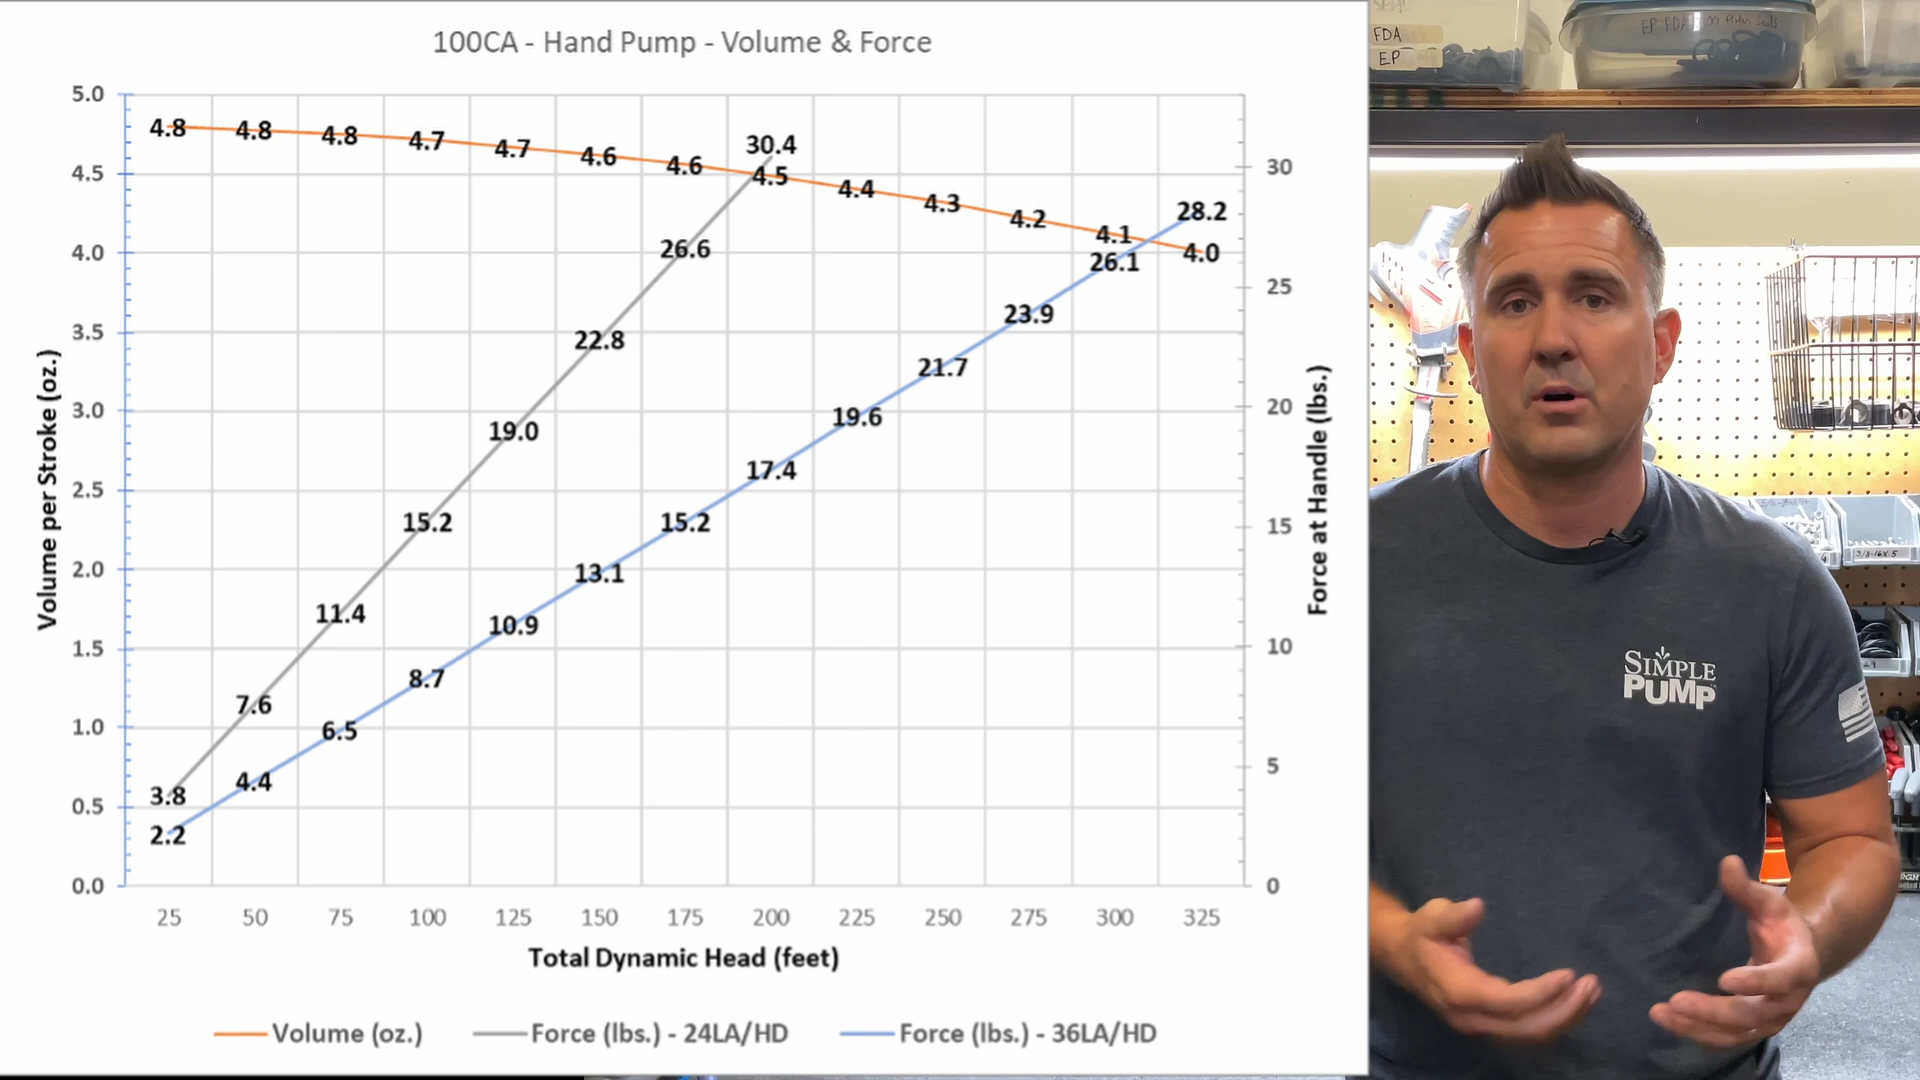 100CA - Hand Pump - Volume & Force
5.0
4.5
4.0
3.5
3.0
2.5
2.0
1.5
1.0
0.5
0.0
Volume per Stroke (oz.)
4.8 4.8 4.8 4.7 4.7 4.6 4.6 4.5 4.4 4.3 4.2 4.1 4.0
3.8 7.6 11.4 15.2 19.0 22.8 26.6 30.4
2.2 4.4 6.5 8.7 10.9 13.1 15.2 17.4 19.6 21.7 23.9 26.1 28.2
30
25
20
15
10
5
0
Force at Handle (lbs.)
25 50 75 100 125 150 175 200 225 250 275 300 325
Total Dynamic Head (feet)
Volume (oz.) Force (lbs.) - 24LA/HD Force (lbs.) - 36LA/HD
FDA
EP
EP FDA
SIMPLE
PUMP